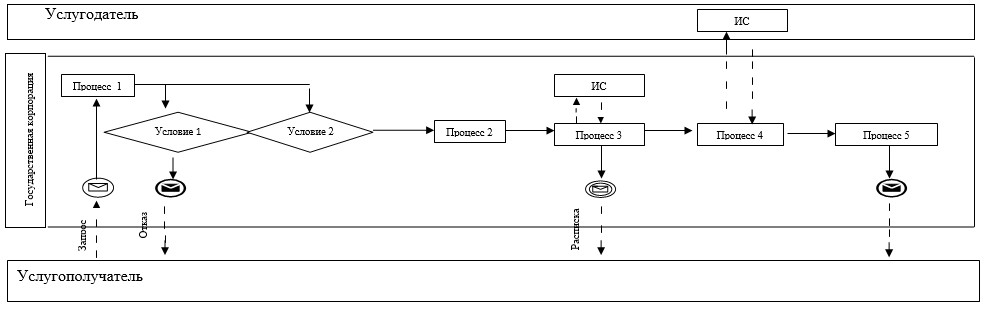 Услугодатель
ИС
Государственная корпорация
Процесс 1
ИС
Условие 1
Условие 2
Процесс 2
Процесс 3
Процесс 4
Процесс 5
Запрос
Отказ
Расписка
Услугополучатель